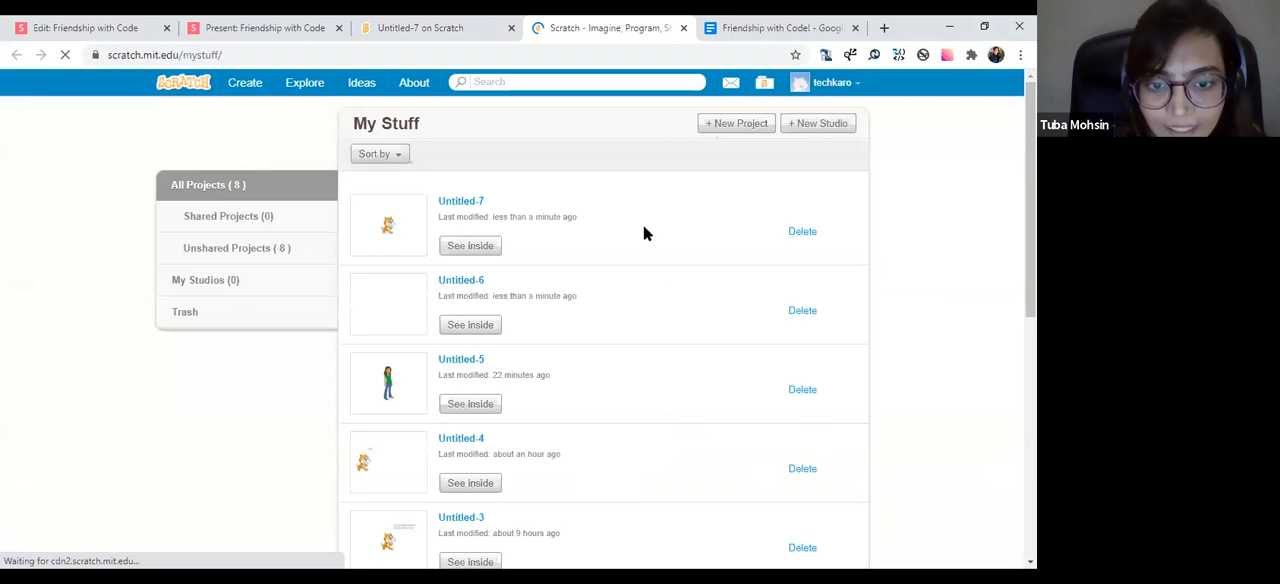 Edit: Friendship with Code
Present: Friendship with Code
Untitled-7 on Scratch
Scratch - Imagine, Program, Sh
Friendship with Code! - Googl
scratch.mit.edu/mystuff/
SCRATCH
Create
Explore
Ideas
About
Search
techkaro
My Stuff
+ New Project
+ New Studio
Sort by
All Projects ( 8 )
Shared Projects (0)
Unshared Projects ( 8 )
My Studios (0)
Trash
Untitled-7
Last modified: less than a minute ago
See inside
Delete
Untitled-6
Last modified: less than a minute ago
See inside
Delete
Untitled-5
Last modified: 22 minutes ago
See inside
Delete
Untitled-4
Last modified: about an hour ago
See inside
Delete
Untitled-3
Last modified: about 9 hours ago
See inside
Delete
Waiting for cdn2.scratch.mit.edu...
Tuba Mohsin